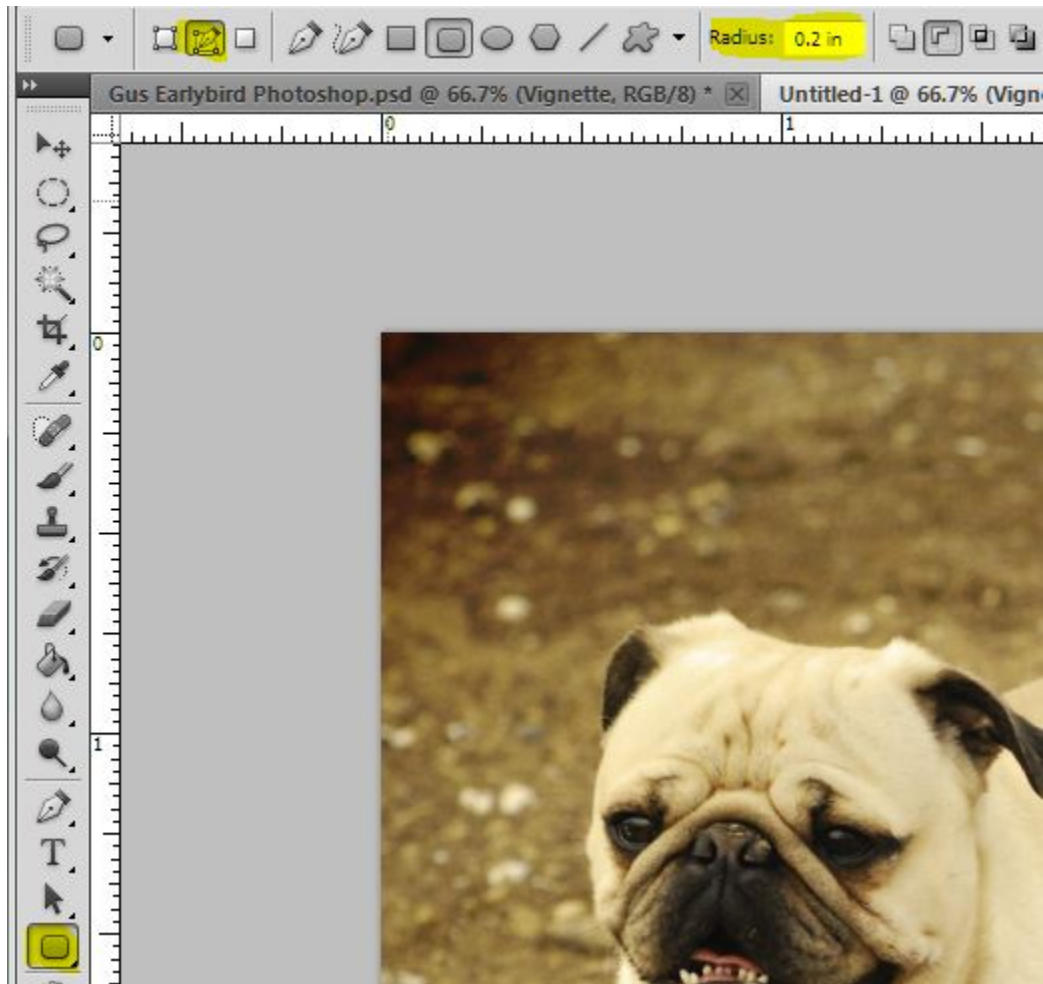 Radius: 0.2 in
Gus Earlybird Photoshop.psd @ 66.7% (Vignette, RGB/8) *
Untitled-1 @ 66.7% (Vign
0
1
0
1
T